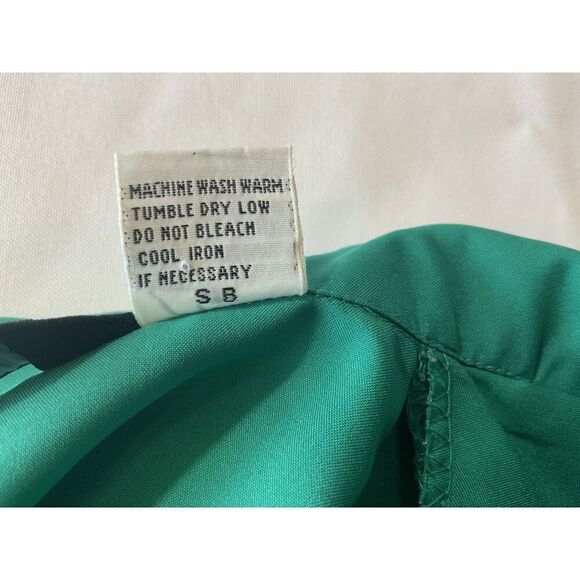 MACHINE WASH WARM
TUMBLE DRY LOW
DO NOT BLEACH
COOL IRON
IF NECESSARY
S B